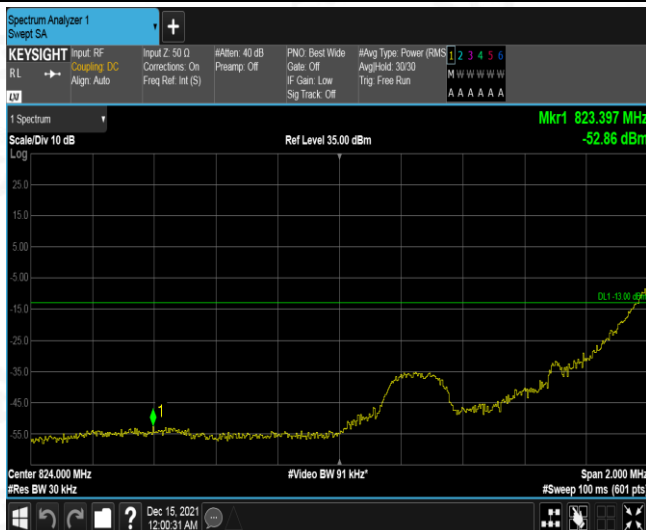 Spectrum Analyzer 1
Swept SA
+
KEYSIGHT Input: RF Input Z: 50 Ω #Atten: 40 dB PNO: Best Wide #Avg Type: Power (RMS 1 2 3 4 5 6
RL Coupling: DC Corrections: On Preamp: Off Gate: Off Avg|Hold: 30/30 M W W W W W
Align: Auto Freq Ref: Int (S) IF Gain: Low Trig: Free Run
LXI Sig Track: Off A A A A A A
1 Spectrum Mkr1 823.397 MHz
Scale/Div 10 dB Ref Level 35.00 dBm -52.86 dBm
Log
25.0
15.0
5.00
-5.00
DL1 -13.00 dBm
-15.0
-25.0
-35.0
-45.0
1
-55.0
Center 824.000 MHz #Video BW 91 kHz* Span 2.000 MHz
#Res BW 30 kHz #Sweep 100 ms (601 pts)
? Dec 15, 2021
12:00:31 AM